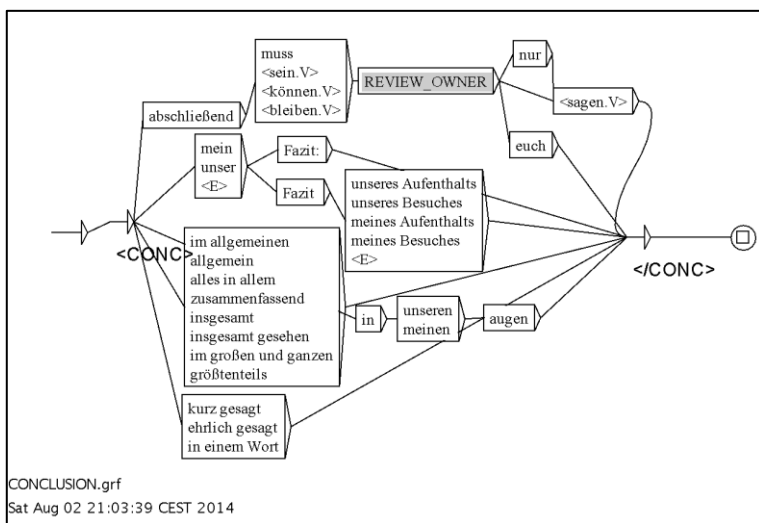 abschließend
muss
<sein.V>
<können.V>
<bleiben.V>
REVIEW_OWNER
nur
<sagen.V>
euch
mein
unser
<E>
Fazit:
Fazit
unseres Aufenthalts
unseres Besuches
meines Aufenthalts
meines Besuches
<E>
<CONC>
</CONC>
im allgemeinen
allgemein
alles in allem
zusammenfassend
insgesamt
insgesamt gesehen
im großen und ganzen
größtenteils
in
unseren
meinen
augen
kurz gesagt
ehrlich gesagt
in einem Wort
CONCLUSION.grf
Sat Aug 02 21:03:39 CEST 2014